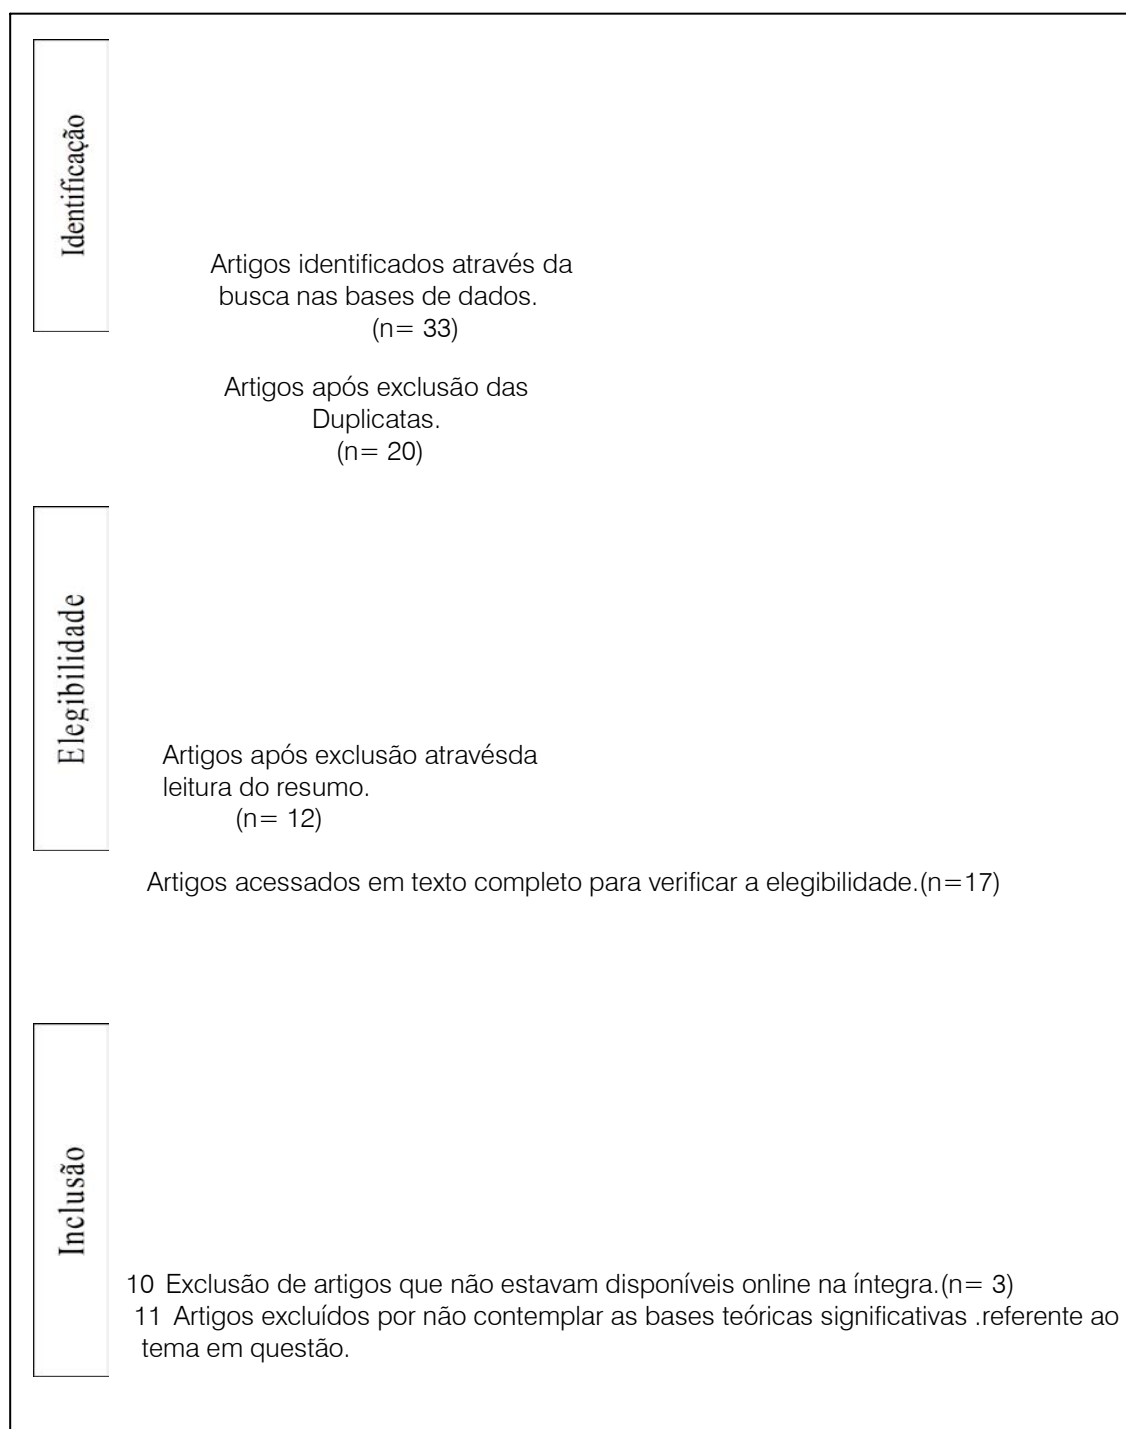 Identificação
Artigos identificados através da
busca nas bases de dados.
(n= 33)
Artigos após exclusão das
Duplicatas.
(n= 20)
Elegibilidade
Artigos após exclusão atravésda
leitura do resumo.
(n= 12)
Artigos acessados em texto completo para verificar a elegibilidade.(n=17)
Inclusão
10 Exclusão de artigos que não estavam disponíveis online na íntegra.(n= 3)
11 Artigos excluídos por não contemplar as bases teóricas significativas .referente ao
tema em questão.